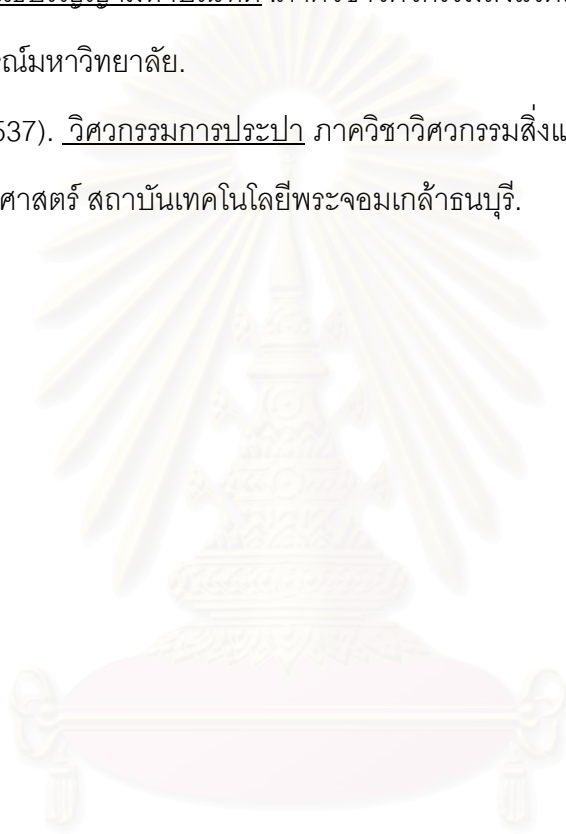 ณ์มหาวิทยาลัย.
537). วิศวกรรมการประปา ภาควิชาวิศวกรรมสิ่งแ
ศาสตร์ สถาบันเทคโนโลยีพระจอมเกล้าธนบุรี.